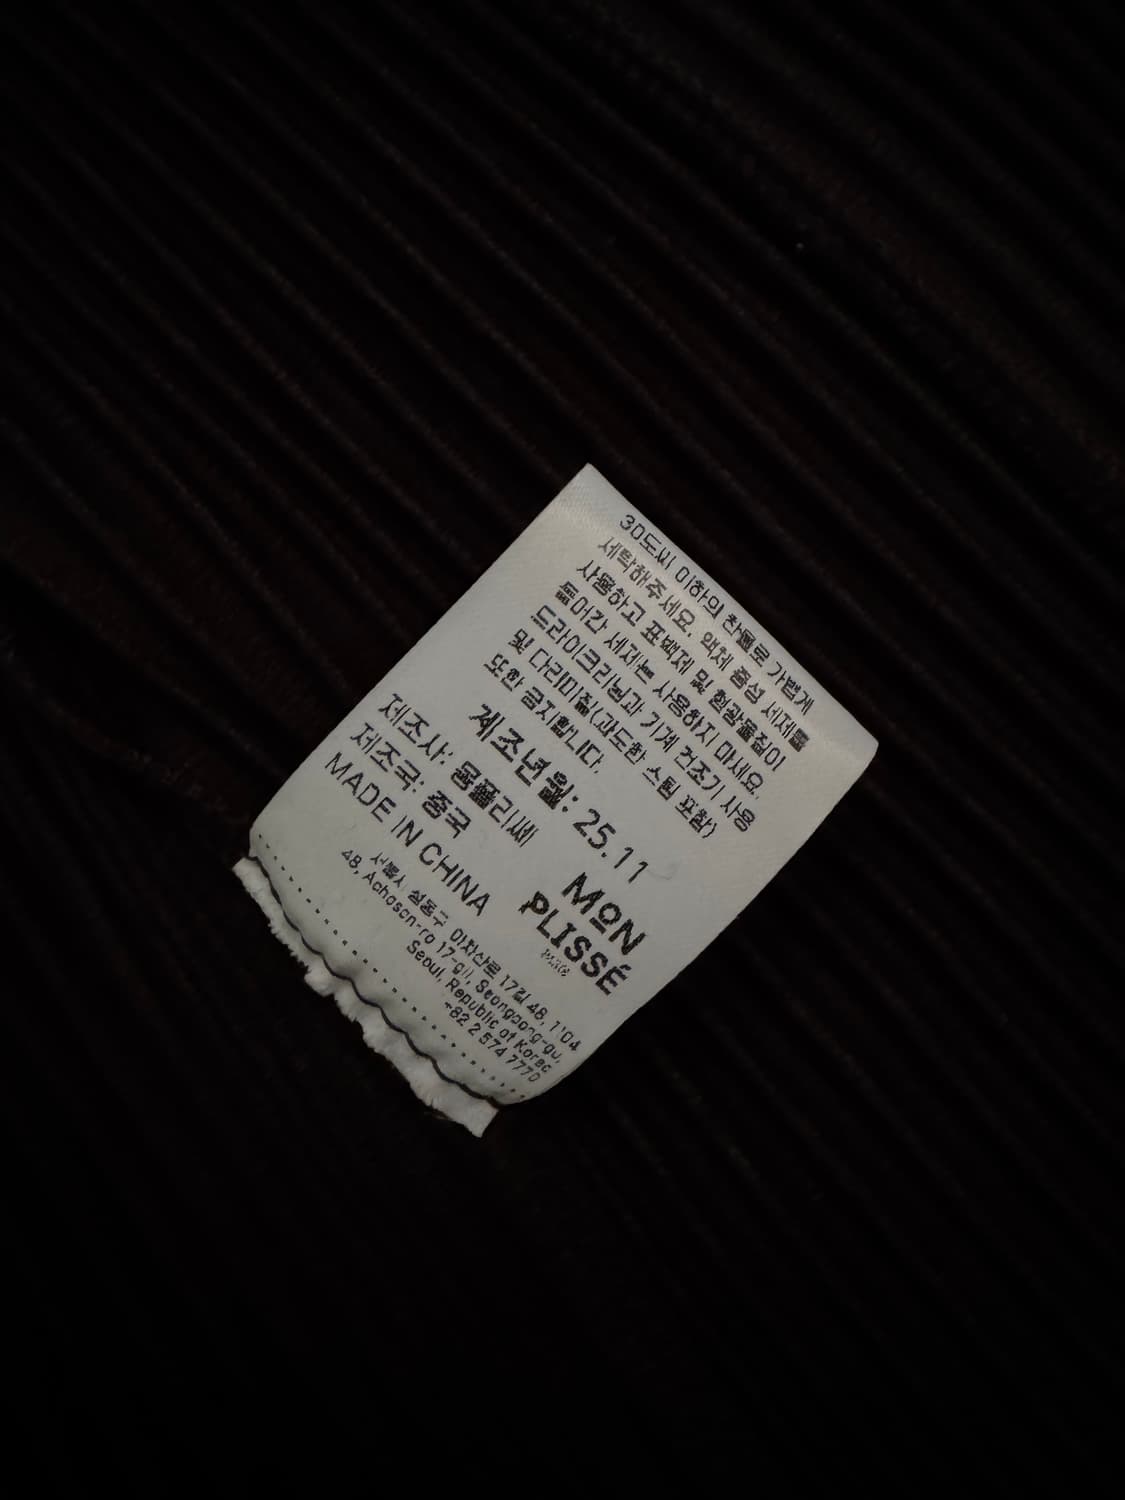 30도씨 이하의 찬물로 가볍게
세탁해주세요. 액체 중성 세제를
사용하고 표백제 및 형광물질이
들어간 세제는 사용하지 마세요.
드라이크리닝과 기계 건조기 사용
및 다리미질(과도한 스팀 포함)
또한 금지합니다.
제조년월: 25.11
제조사: 몽플리쎄
제조국: 중국
MADE IN CHINA
MON
PLISSÉ
서울시 성동구 아차산로 17길 48, 1104
48, Achasan-ro 17-gil, Seongdong-gu,
Seoul, Republic of Korea
+82 2 574 7770